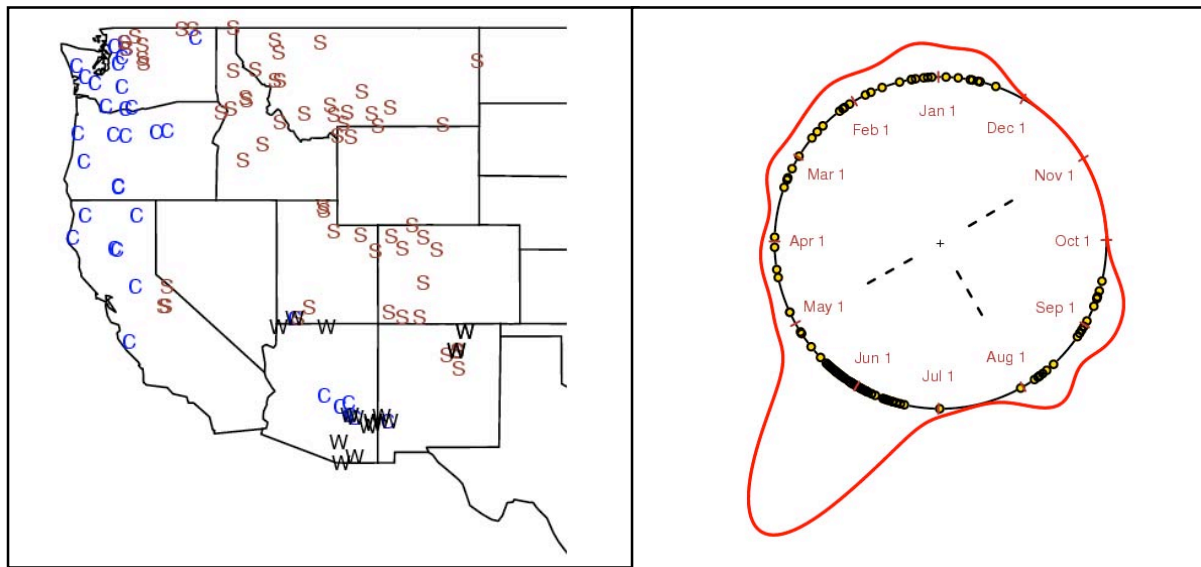 S S S
S C
C S S S S
S S
C S S
C S S S
C C S S
C C S S
C S S
S S S
C C C S S S S S S
S S S S S S
C C C C C S S
S
C S
C
C C S
S
C S S S
C S S
C S S S
C S
C S S
S
S S S S
W C W W W
C
W S
S
C C C
W W W C
W
W W
Jan 1
Feb 1
Dec 1
Mar 1
Nov 1
Apr 1
Oct 1
May 1
Sep 1
Jun 1
Aug 1
Jul 1